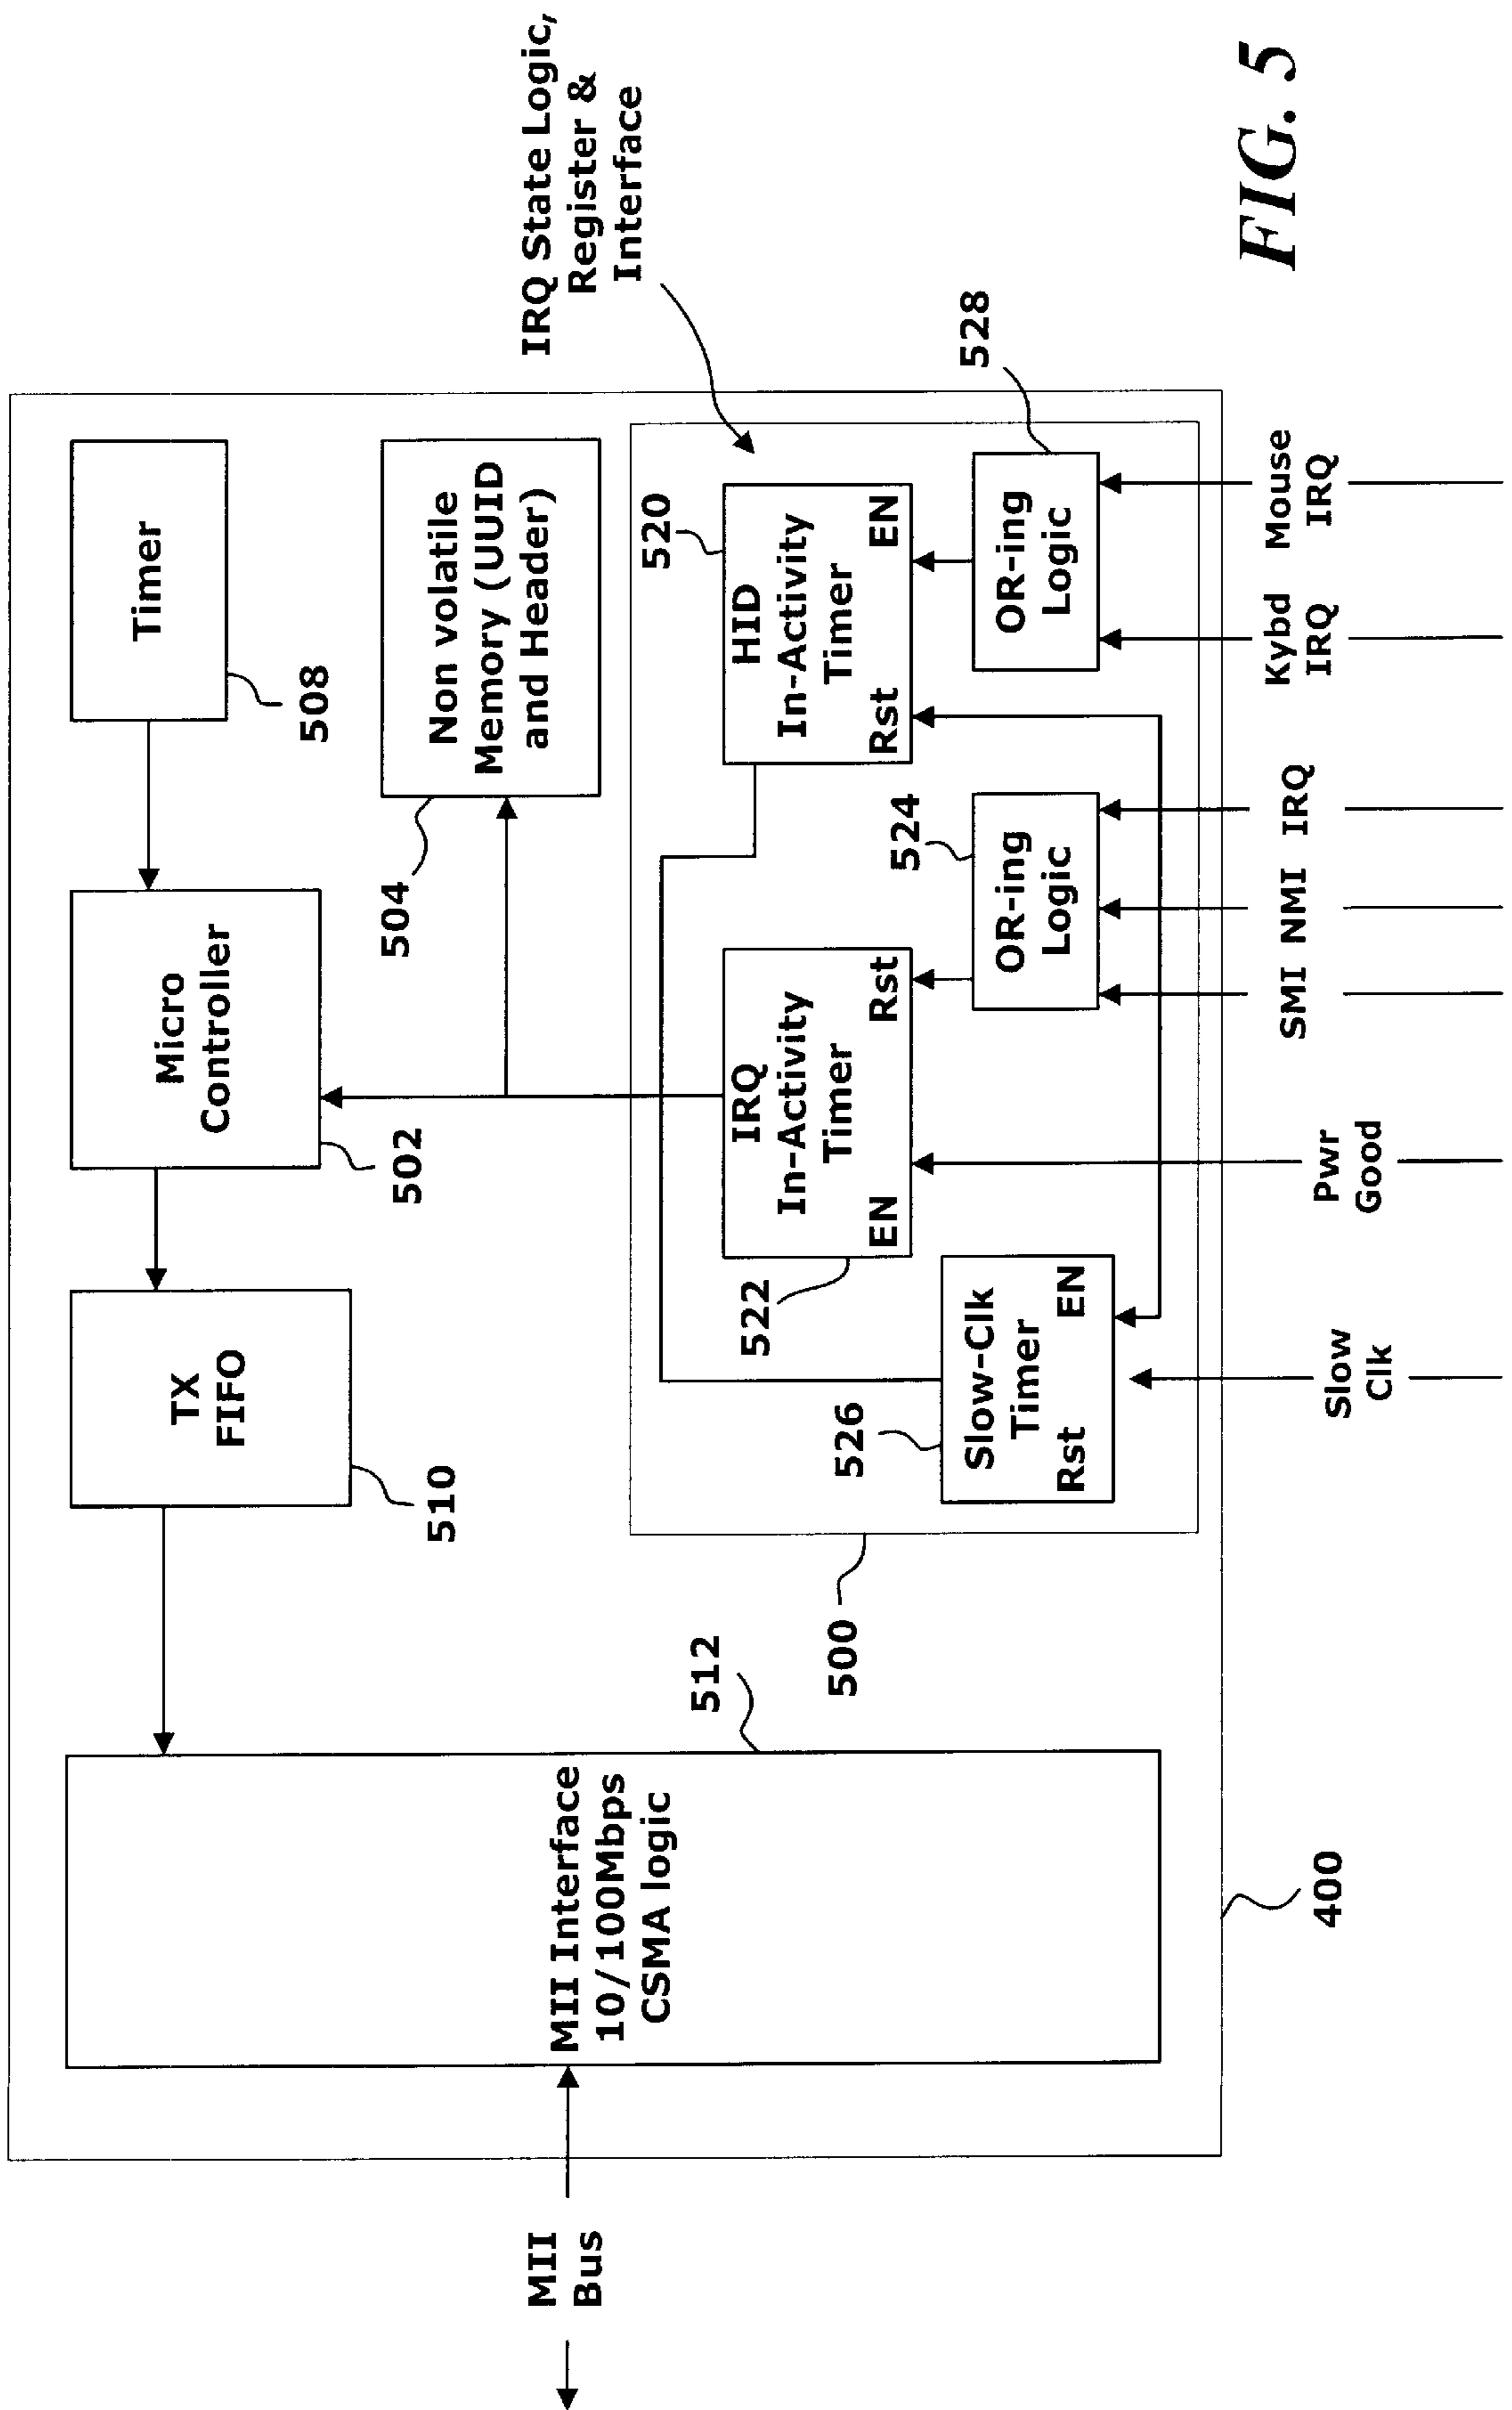 Timer
508
Micro
Controller
502
TX
FIFO
510
Non volatile
Memory (UUID
and Header)
504
IRQ State Logic,
Register &
Interface
MII Interface
10/100Mbps
CSMA logic
512
MII
Bus
HID
In-Activity
Timer
Rst
EN
520
IRQ
In-Activity
Timer
EN
Rst
522
Slow-Clk
Timer
Rst
EN
526
OR-ing
Logic
524
OR-ing
Logic
528
500
400
Slow
Clk
Pwr
Good
SMI
NMI
IRQ
Kybd
IRQ
Mouse
IRQ
FIG. 5